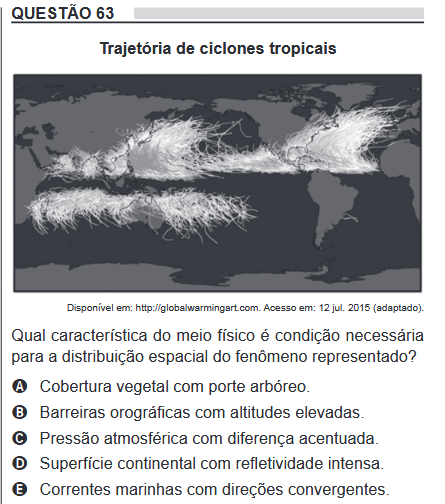 QUESTÃO 63
Trajetória de ciclones tropicais
Disponível em: http://globalwarmingart.com. Acesso em: 12 jul. 2015 (adaptado).
Qual característica do meio físico é condição necessária
para a distribuição espacial do fenômeno representado?
A Cobertura vegetal com porte arbóreo.
B Barreiras orográficas com altitudes elevadas.
C Pressão atmosférica com diferença acentuada.
D Superfície continental com refletividade intensa.
E Correntes marinhas com direções convergentes.